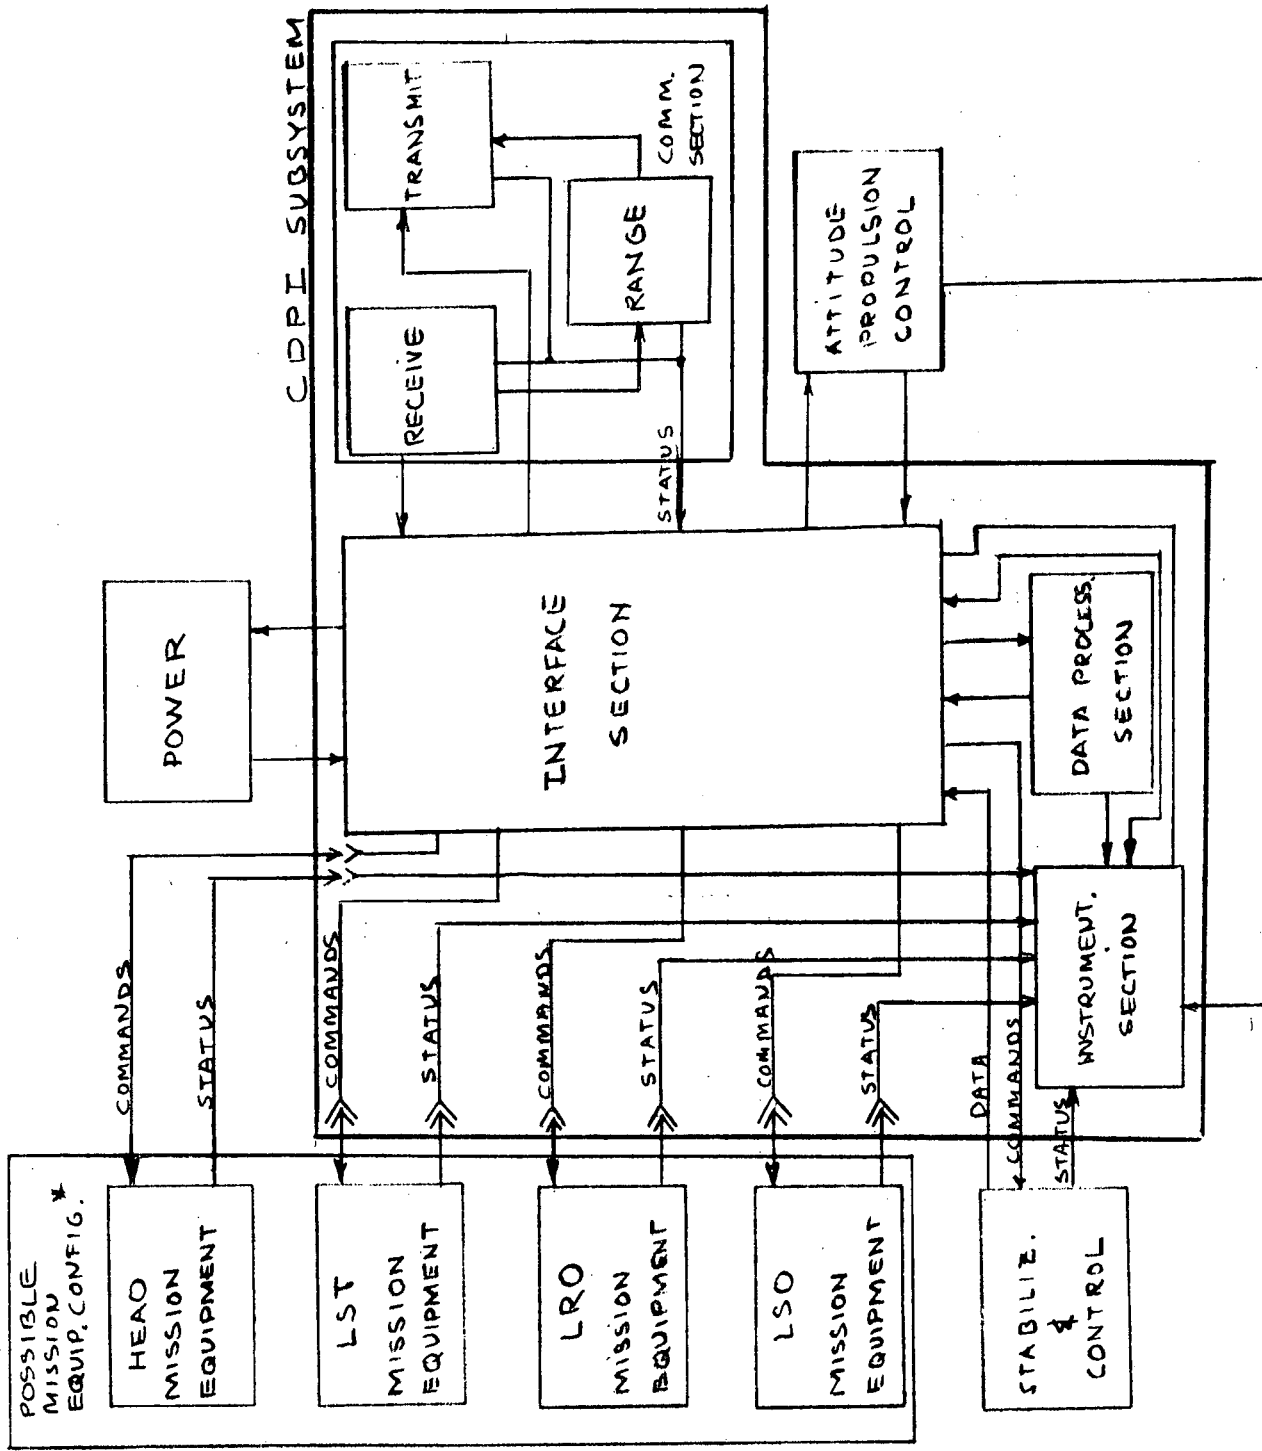 CDPI SUBSYSTEM
TRANSMIT
RECEIVE
RANGE
COMM.
SECTION
STATUS
ATTITUDE
PROPULSION
CONTROL
POWER
INTERFACE
SECTION
DATA PROCESS.
SECTION
INSTRUMENT.
SECTION
COMMANDS
STATUS
COMMANDS
STATUS
COMMANDS
STATUS
COMMANDS
STATUS
DATA
COMMANDS
STATUS
POSSIBLE
MISSION
EQUIP. CONFIG.*
HEAO
MISSION
EQUIPMENT
LST
MISSION
EQUIPMENT
LRO
MISSION
EQUIPMENT
LSO
MISSION
EQUIPMENT
STABILIZ.
&
CONTROL